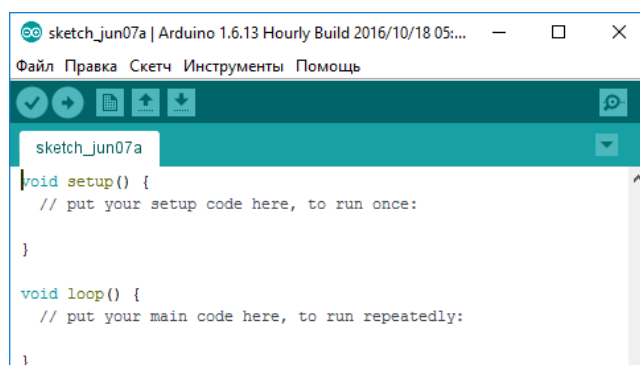 sketch_jun07a | Arduino 1.6.13 Hourly Build 2016/10/18 05:...
Файл Правка Скетч Инструменты Помощь
sketch_jun07a
void setup() {
  // put your setup code here, to run once:
}
void loop() {
  // put your main code here, to run repeatedly:
}